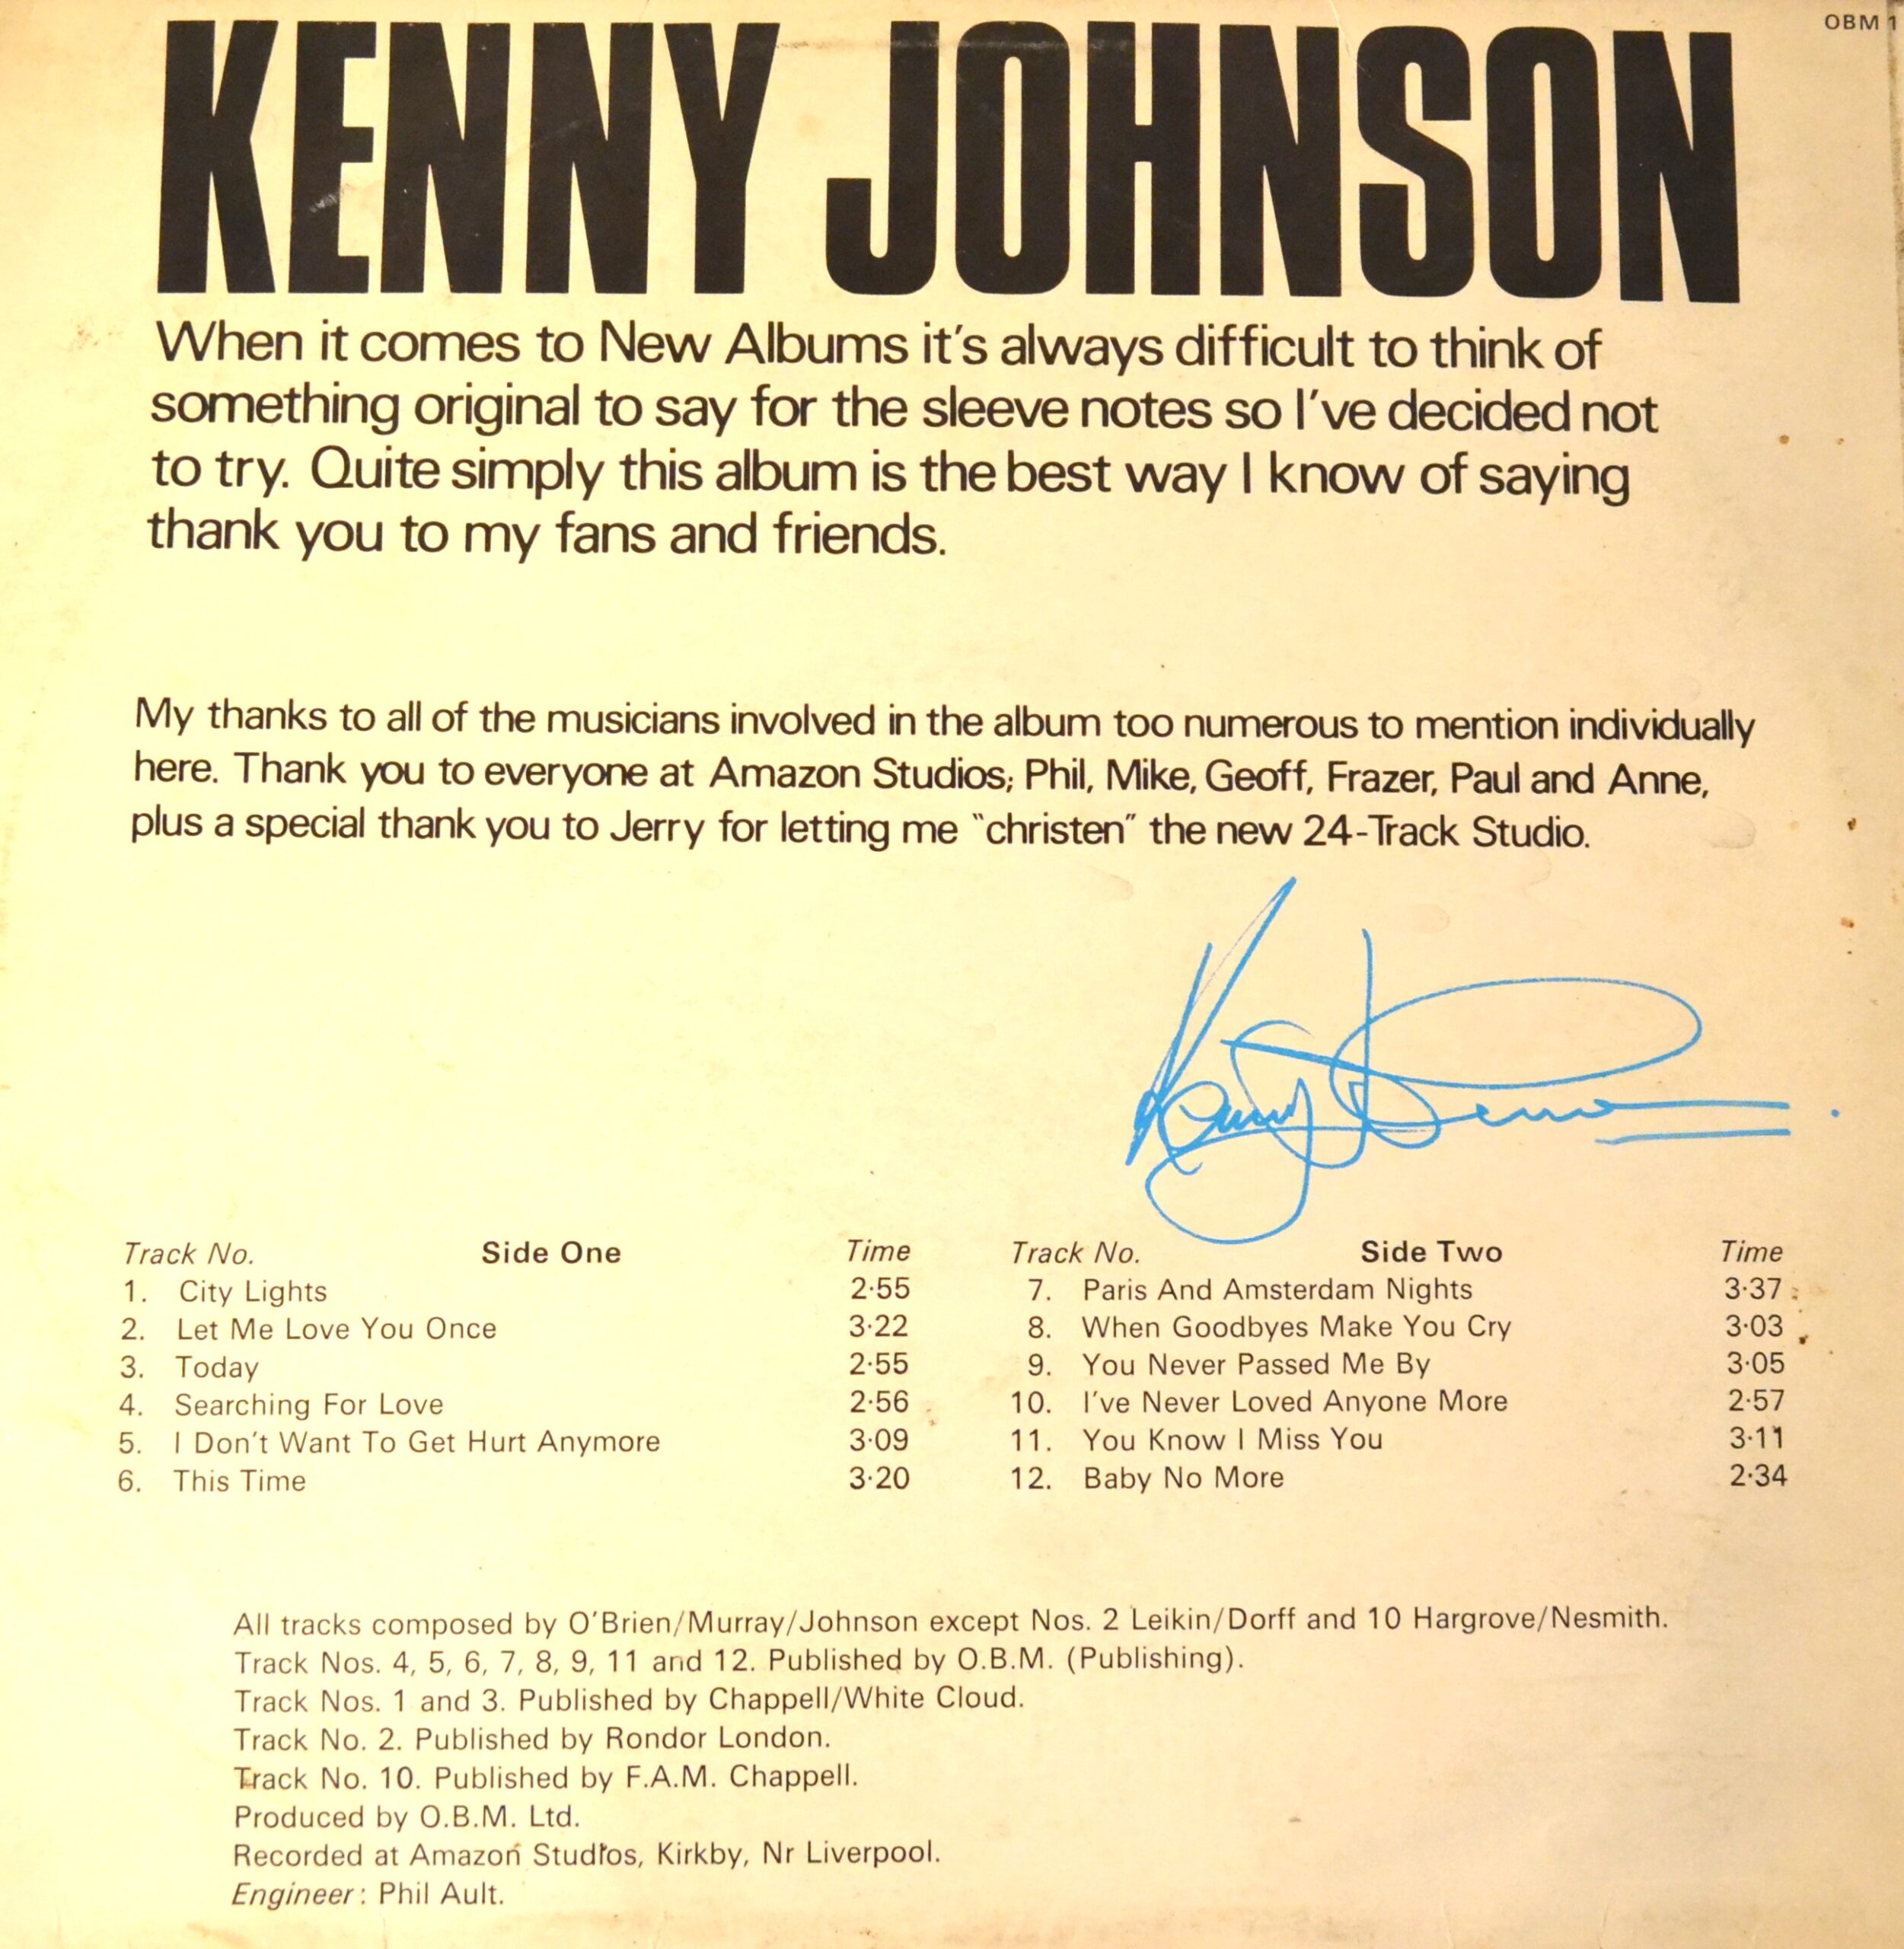 OBM 1
KENNY JOHNSON
When it comes to New Albums it's always difficult to think of
something original to say for the sleeve notes so I've decided not
to try. Quite simply this album is the best way I know of saying
thank you to my fans and friends.
My thanks to all of the musicians involved in the album too numerous to mention individually
here. Thank you to everyone at Amazon Studios; Phil, Mike, Geoff, Frazer, Paul and Anne,
plus a special thank you to Jerry for letting me "christen" the new 24-Track Studio.
Kenny Johnson
Track No. Side One Time
1. City Lights 2·55
2. Let Me Love You Once 3·22
3. Today 2·55
4. Searching For Love 2·56
5. I Don't Want To Get Hurt Anymore 3·09
6. This Time 3·20
Track No. Side Two Time
7. Paris And Amsterdam Nights 3·37
8. When Goodbyes Make You Cry 3·03
9. You Never Passed Me By 3·05
10. I've Never Loved Anyone More 2·57
11. You Know I Miss You 3·11
12. Baby No More 2·34
All tracks composed by O'Brien/Murray/Johnson except Nos. 2 Leikin/Dorff and 10 Hargrove/Nesmith.
Track Nos. 4, 5, 6, 7, 8, 9, 11 and 12. Published by O.B.M. (Publishing).
Track Nos. 1 and 3. Published by Chappell/White Cloud.
Track No. 2. Published by Rondor London.
Track No. 10. Published by F.A.M. Chappell.
Produced by O.B.M. Ltd.
Recorded at Amazon Studios, Kirkby, Nr Liverpool.
Engineer: Phil Ault.